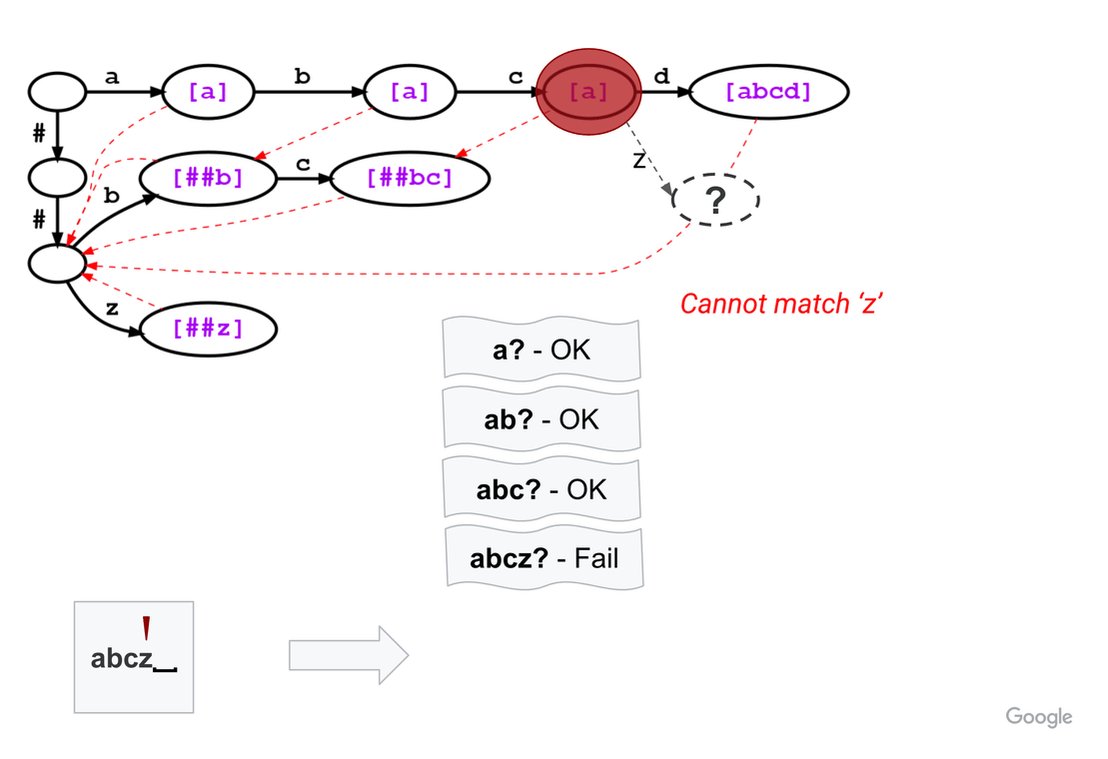 a b c d
[a] [a] [a] [abcd]
#
z
c
[##b] [##bc] ?
b
#
Cannot match ‘z’
z
[##z]
a? - OK
ab? - OK
abc? - OK
abcz? - Fail
abcz_
Google